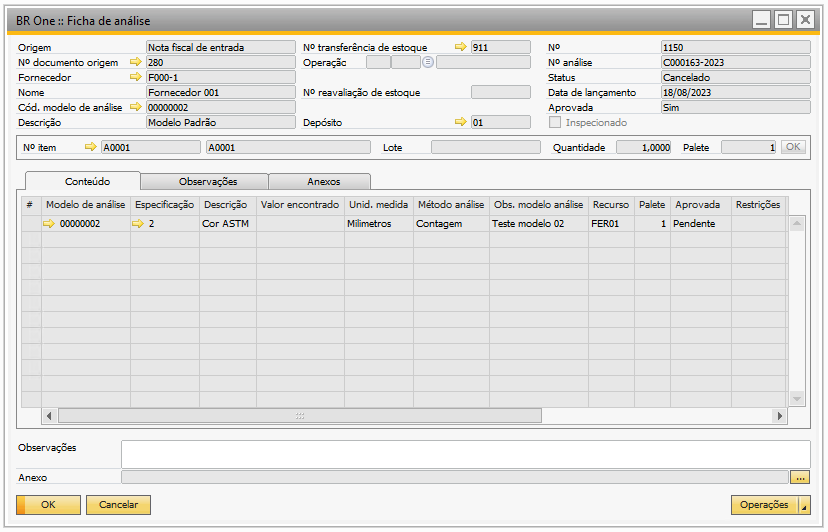 BR One :: Ficha de análise
Origem Nota fiscal de entrada Nº transferência de estoque 911 Nº 1150
Nº documento origem 280 Operaçãc Nº análise C000163-2023
Fornecedor F000-1 Status Cancelado
Nome Fornecedor 001 Nº reavaliação de estoque Data de lançamento 18/08/2023
Cód. modelo de análise 00000002 Aprovada Sim
Descrição Modelo Padrão Depósito 01 Inspecionado
Nº item A0001 A0001 Lote Quantidade 1,0000 Palete 1 OK
Conteúdo Observações Anexos
# Modelo de análise Especificação Descrição Valor encontrado Unid. medida Método análise Obs. modelo análise Recurso Palete Aprovada Restrições
00000002 2 Cor ASTM Milimetros Contagem Teste modelo 02 FER01 1 Pendente
Observações
Anexo ...
OK Cancelar Operações